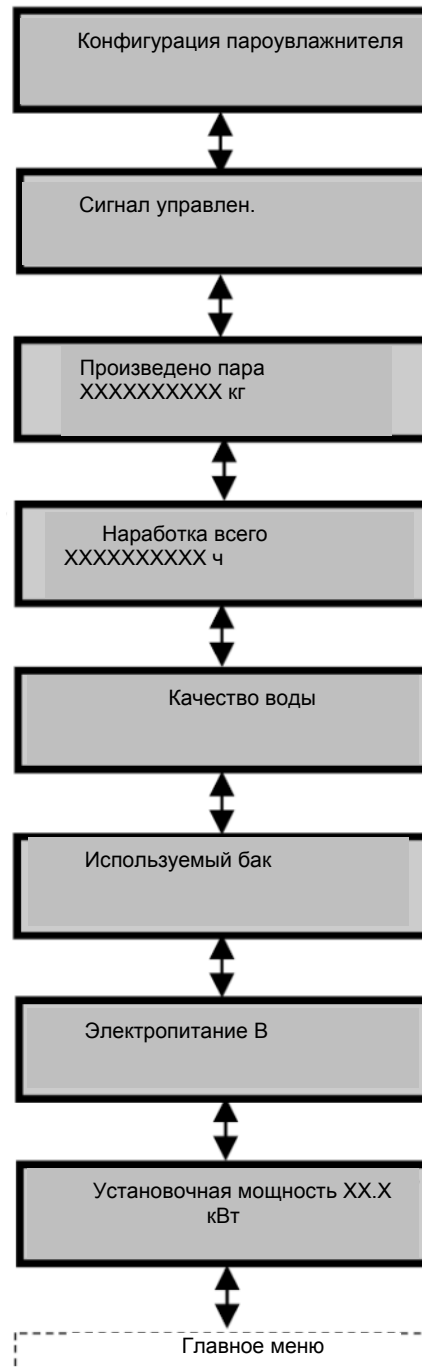 Конфигурация пароувлажнителя
Сигнал управлен.
Произведено пара
XXXXXXXXXX кг
Наработка всего
XXXXXXXXXX ч
Качество воды
Используемый бак
Электропитание В
Установочная мощность XX.X
кВт
Главное меню